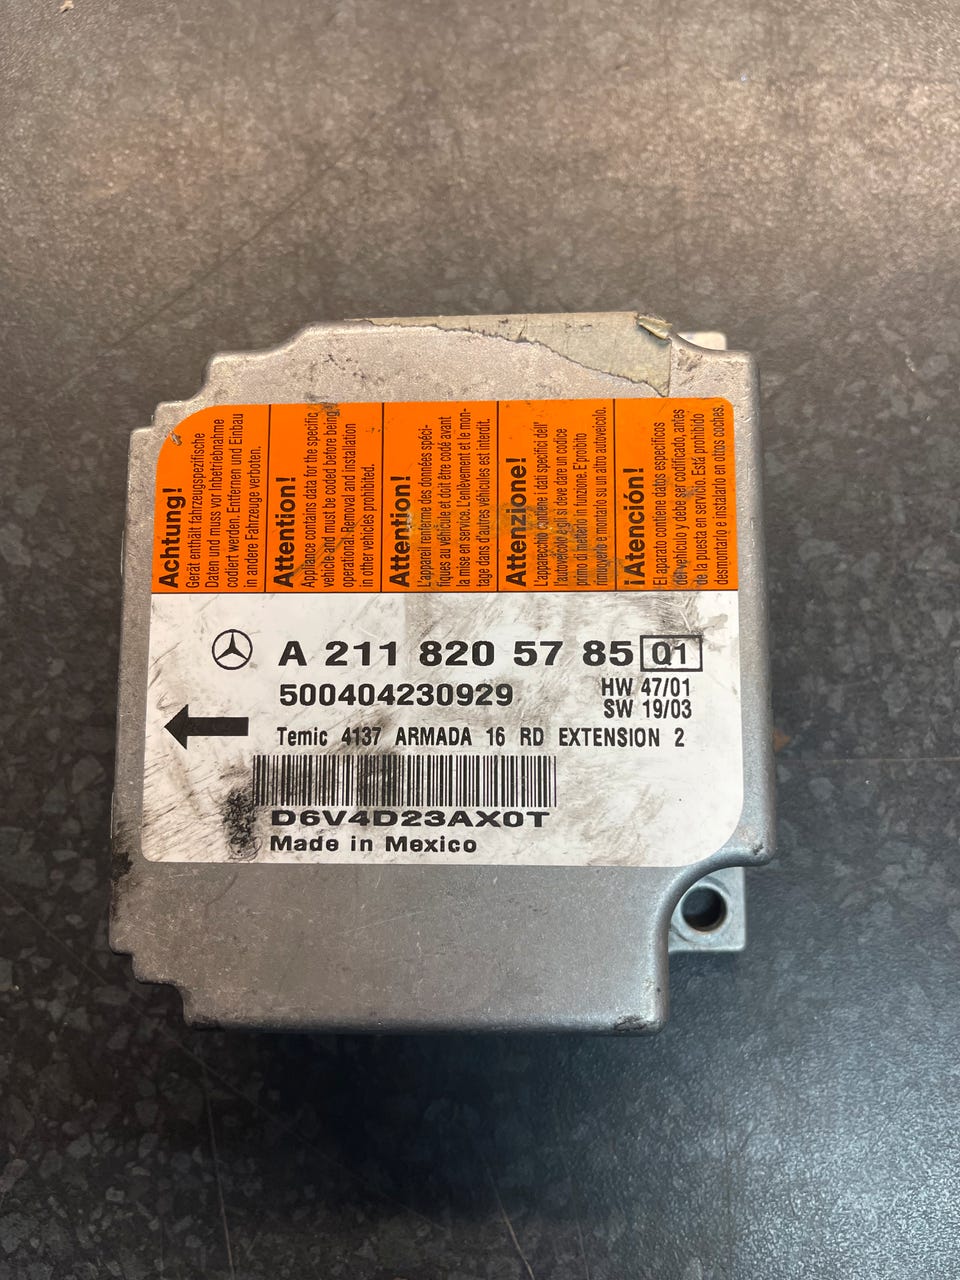 Achtung!
Gerät enthält fahrzeugspezifische
Daten und muss vor Inbetriebnahme
codiert werden. Entfernen und Einbau
in andere Fahrzeuge verboten.
Attention!
Appliance contains data for the specific
vehicle and must be coded before being
operational. Removal and installation
in other vehicles prohibited.
Attention!
L'appareil renferme des données spéci-
fiques au véhicule et doit être codé avant
la mise en service. L'enlèvement et le mon-
tage dans d'autres véhicules est interdit.
Attenzione!
L'apparecchio contiene i dati specifici dell'
l'autoveicolo, egli si deve dare un codice
primo di metterlo in funzione. E'proibito
rimuoverlo e montarlo su un altro autoveicolo.
¡Atención!
El aparato contiene datos específicos
del vehículo y debe ser codificado, antes
de la puesta en servicio. Está prohibido
desmontarlo e instalarlo en otros coches.
A 211 820 57 85 Q1
500404230929
HW 47/01
SW 19/03
Temic 4137 ARMADA 16 RD EXTENSION 2
D6V4D23AX0T
Made in Mexico